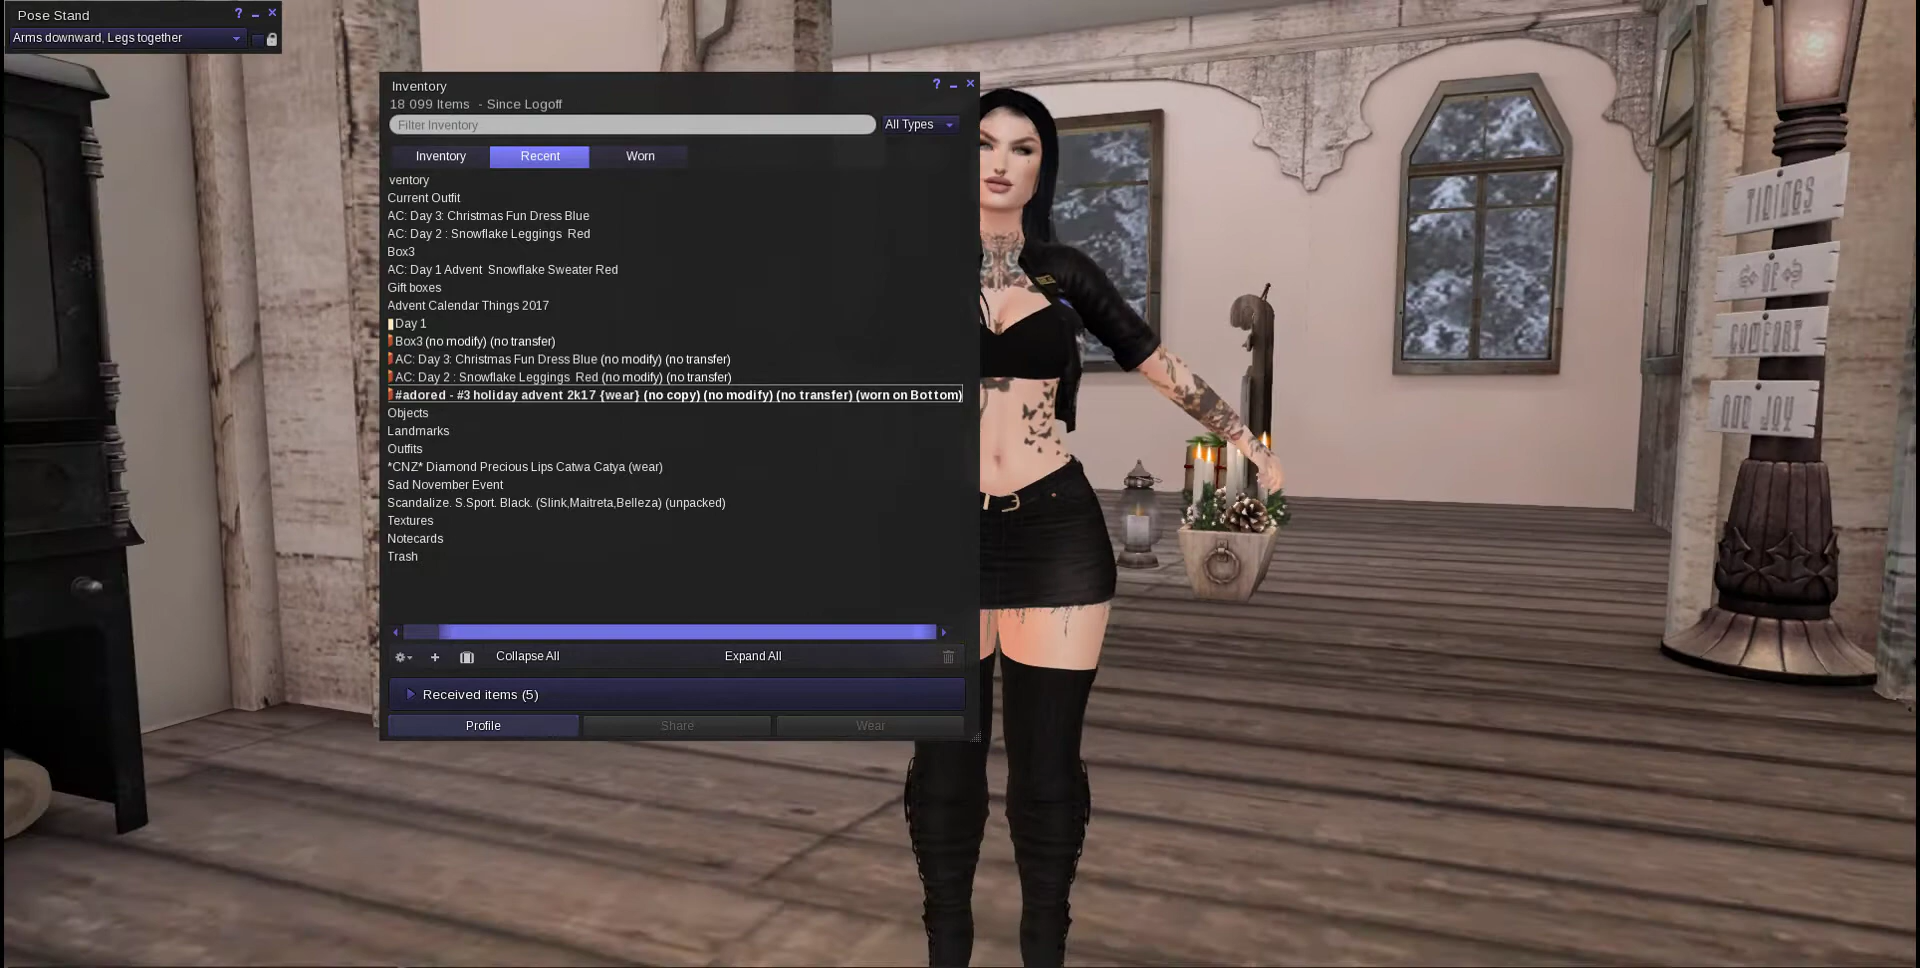 Pose Stand
Arms downward, Legs together
Inventory
18 099 Items - Since Logoff
Filter Inventory
All Types
Inventory Recent Worn
ventory
Current Outfit
AC: Day 3: Christmas Fun Dress Blue
AC: Day 2 : Snowflake Leggings Red
Box3
AC: Day 1 Advent Snowflake Sweater Red
Gift boxes
Advent Calendar Things 2017
Day 1
Box3 (no modify) (no transfer)
AC: Day 3: Christmas Fun Dress Blue (no modify) (no transfer)
AC: Day 2 : Snowflake Leggings Red (no modify) (no transfer)
#adored - #3 holiday advent 2k17 {wear} (no copy) (no modify) (no transfer) (worn on Bottom)
Objects
Landmarks
Outfits
*CNZ* Diamond Precious Lips Catwa Catya (wear)
Sad November Event
Scandalize. S.Sport. Black. (Slink,Maitreta,Belleza) (unpacked)
Textures
Notecards
Trash
Collapse All Expand All
Received items (5)
Profile Share Wear
TIDINGS
OF
COMFORT
AND JOY